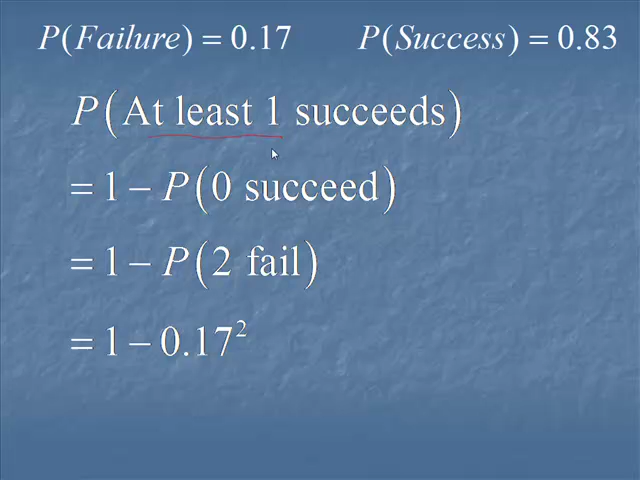 P(Failure) = 0.17 P(Success) = 0.83
P(At least 1 succeeds)
= 1 − P(0 succeed)
= 1 − P(2 fail)
= 1 − 0.17²